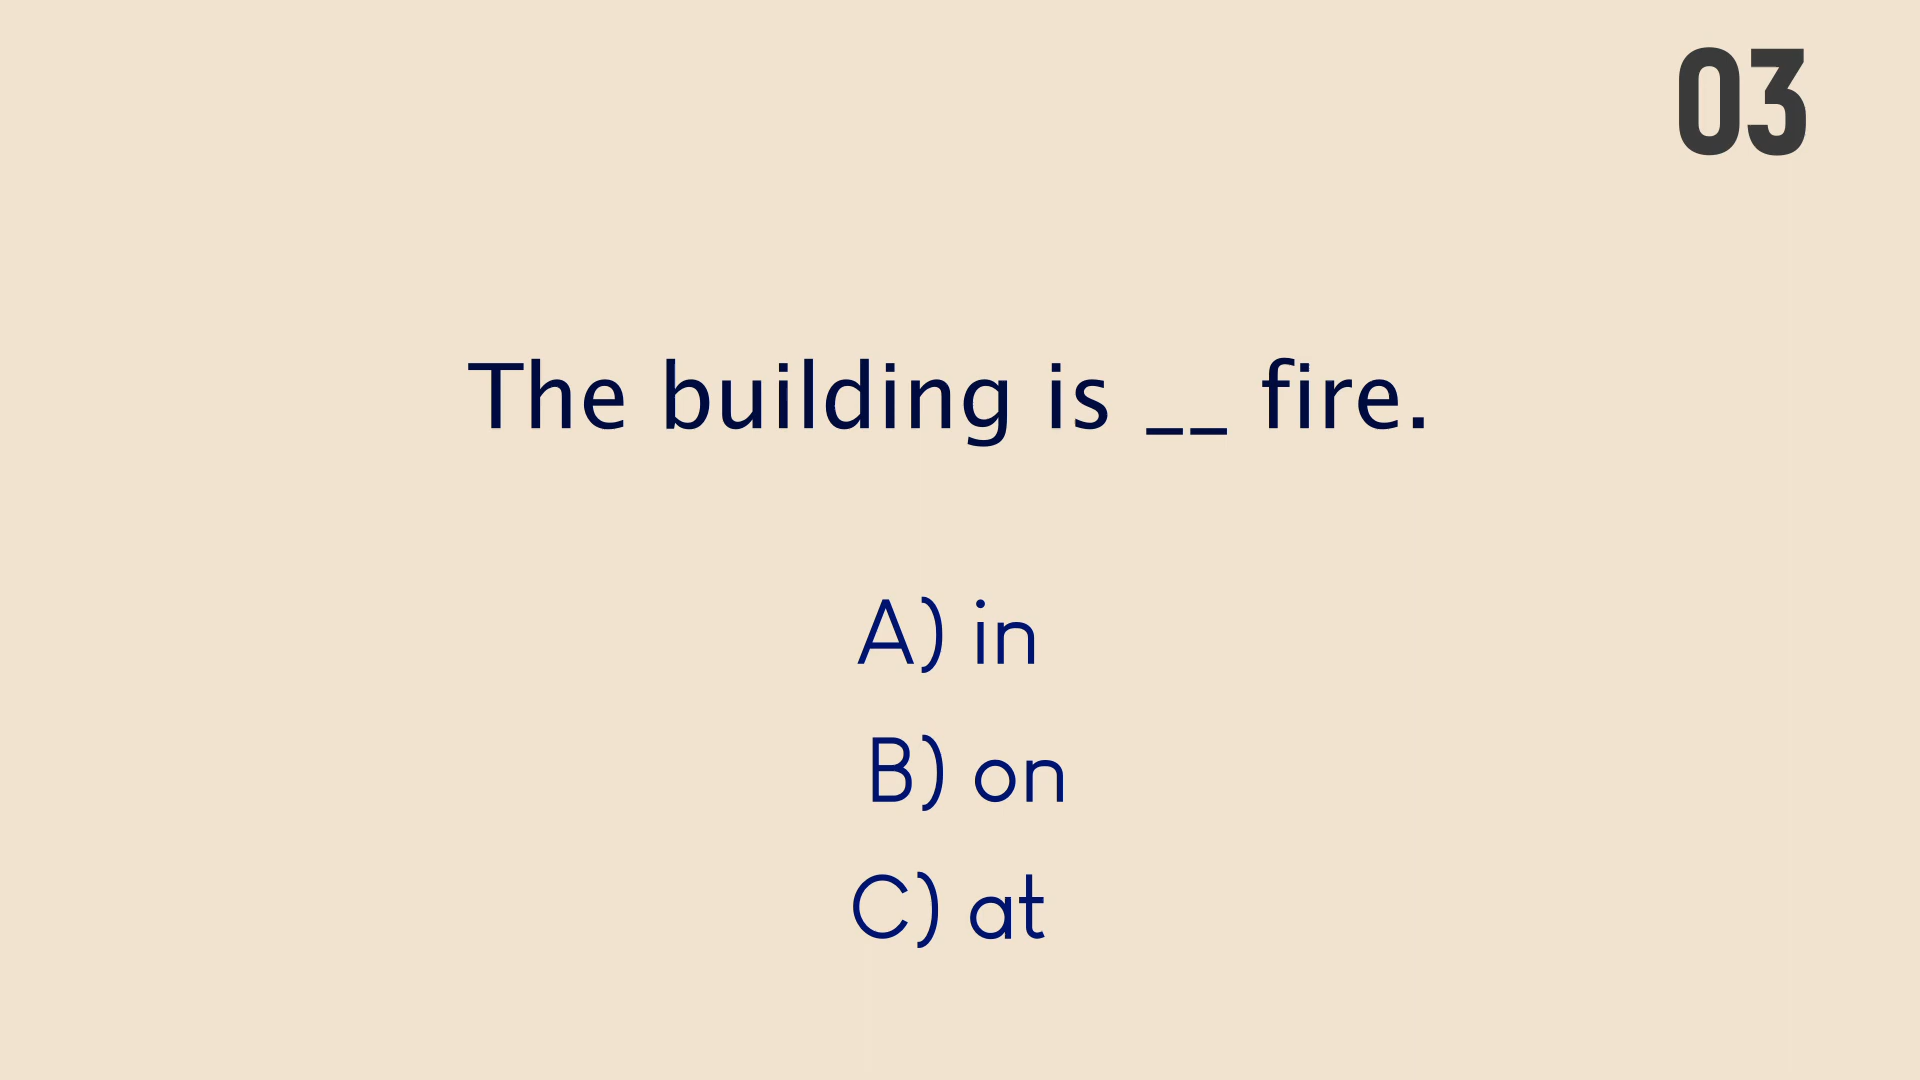 03
The building is __ fire.
A) in
B) on
C) at